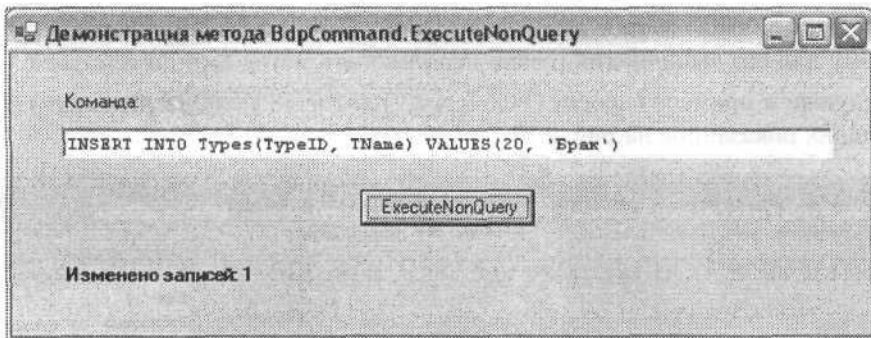 Демонстрация метода BdpCommand.ExecuteNonQuery
Команда:
INSERT INTO Types(TypeID, TName) VALUES(20, 'Брак')
ExecuteNonQuery
Изменено записей: 1